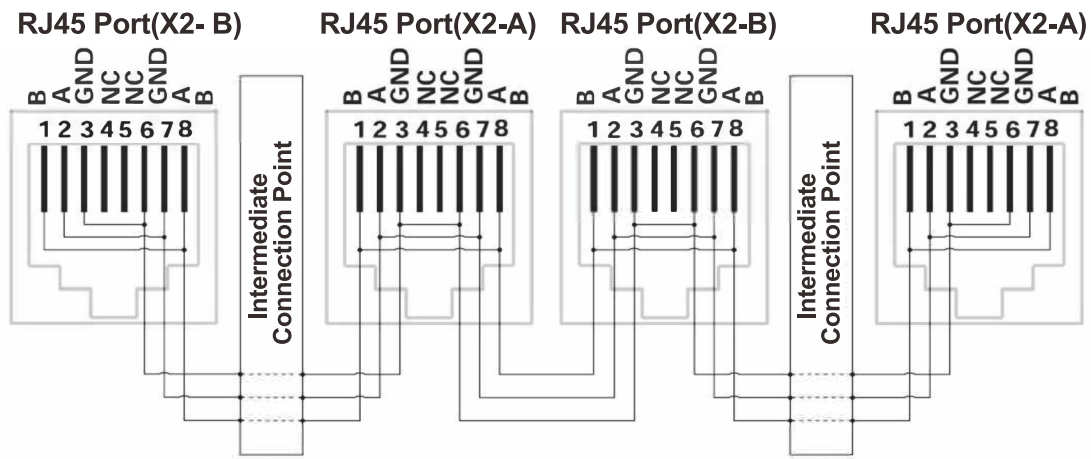 RJ45 Port(X2- B) RJ45 Port(X2-A) RJ45 Port(X2-B) RJ45 Port(X2-A)
B A GND NC NC GND A B B A GND NC NC GND A B B A GND NC NC GND A B B A GND NC NC GND A B
1 2 3 4 5 6 7 8 1 2 3 4 5 6 7 8 1 2 3 4 5 6 7 8 1 2 3 4 5 6 7 8
Intermediate
Connection Point
Intermediate
Connection Point